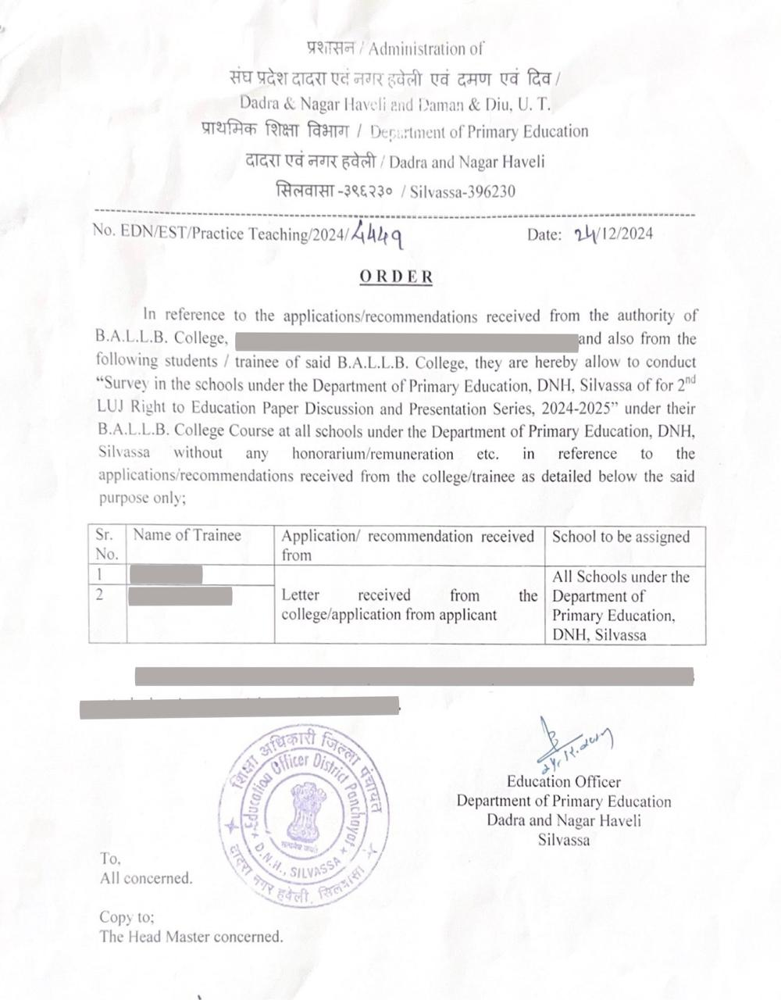 प्रशासन / Administration of
संघ प्रदेश दादरा एवं नगर हवेली एवं दमण एवं दिव /
Dadra & Nagar Haveli and Daman & Diu, U. T.
प्राथमिक शिक्षा विभाग / Department of Primary Education
दादरा एवं नगर हवेली / Dadra and Nagar Haveli
सिलवासा -३९६२३० / Silvassa-396230
No. EDN/EST/Practice Teaching/2024/4449 Date: 24/12/2024
ORDER
In reference to the applications/recommendations received from the authority of
B.A.L.L.B. College, and also from the
following students / trainee of said B.A.L.L.B. College, they are hereby allow to conduct
“Survey in the schools under the Department of Primary Education, DNH, Silvassa of for 2nd
LUJ Right to Education Paper Discussion and Presentation Series, 2024-2025” under their
B.A.L.L.B. College Course at all schools under the Department of Primary Education, DNH,
Silvassa without any honorarium/remuneration etc. in reference to the
applications/recommendations received from the college/trainee as detailed below the said
purpose only;
Sr. No. Name of Trainee Application/ recommendation received from School to be assigned
1
2 Letter received from the college/application from applicant All Schools under the Department of Primary Education, DNH, Silvassa
24.12.2024
Education Officer
Department of Primary Education
Dadra and Nagar Haveli
Silvassa
शिक्षा अधिकारी जिल्ला पंचायत
Education Officer District Panchayat
सत्यमेव जयते
D.N.H., SILVASSA
दादरा नगर हवेली, सिलवासा
To,
All concerned.
Copy to;
The Head Master concerned.